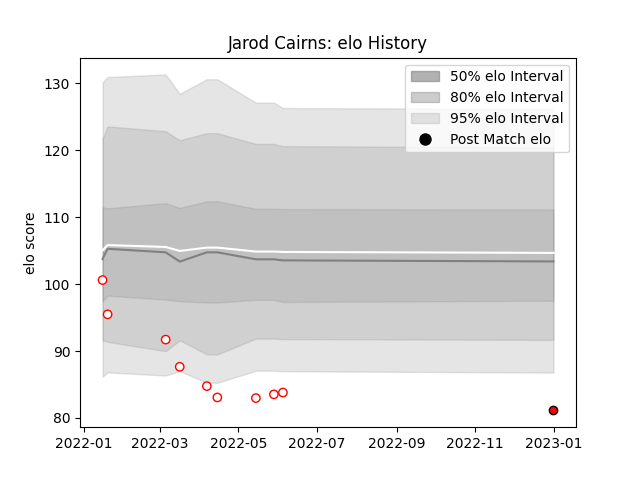 Jarod Cairns: elo History
50% elo Interval
80% elo Interval
95% elo Interval
Post Match elo
elo score
130
120
110
100
90
80
2022-01 2022-03 2022-05 2022-07 2022-09 2022-11 2023-01